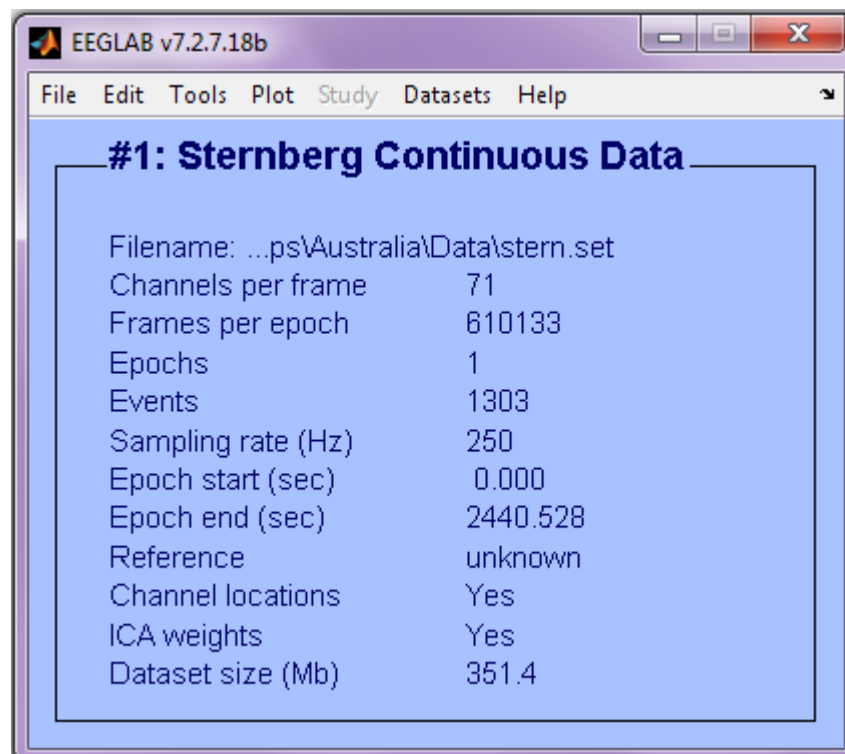 EEGLAB v7.2.7.18b
File Edit Tools Plot Study Datasets Help
#1: Sternberg Continuous Data
Filename: ...ps\Australia\Data\stern.set
Channels per frame 71
Frames per epoch 610133
Epochs 1
Events 1303
Sampling rate (Hz) 250
Epoch start (sec) 0.000
Epoch end (sec) 2440.528
Reference unknown
Channel locations Yes
ICA weights Yes
Dataset size (Mb) 351.4